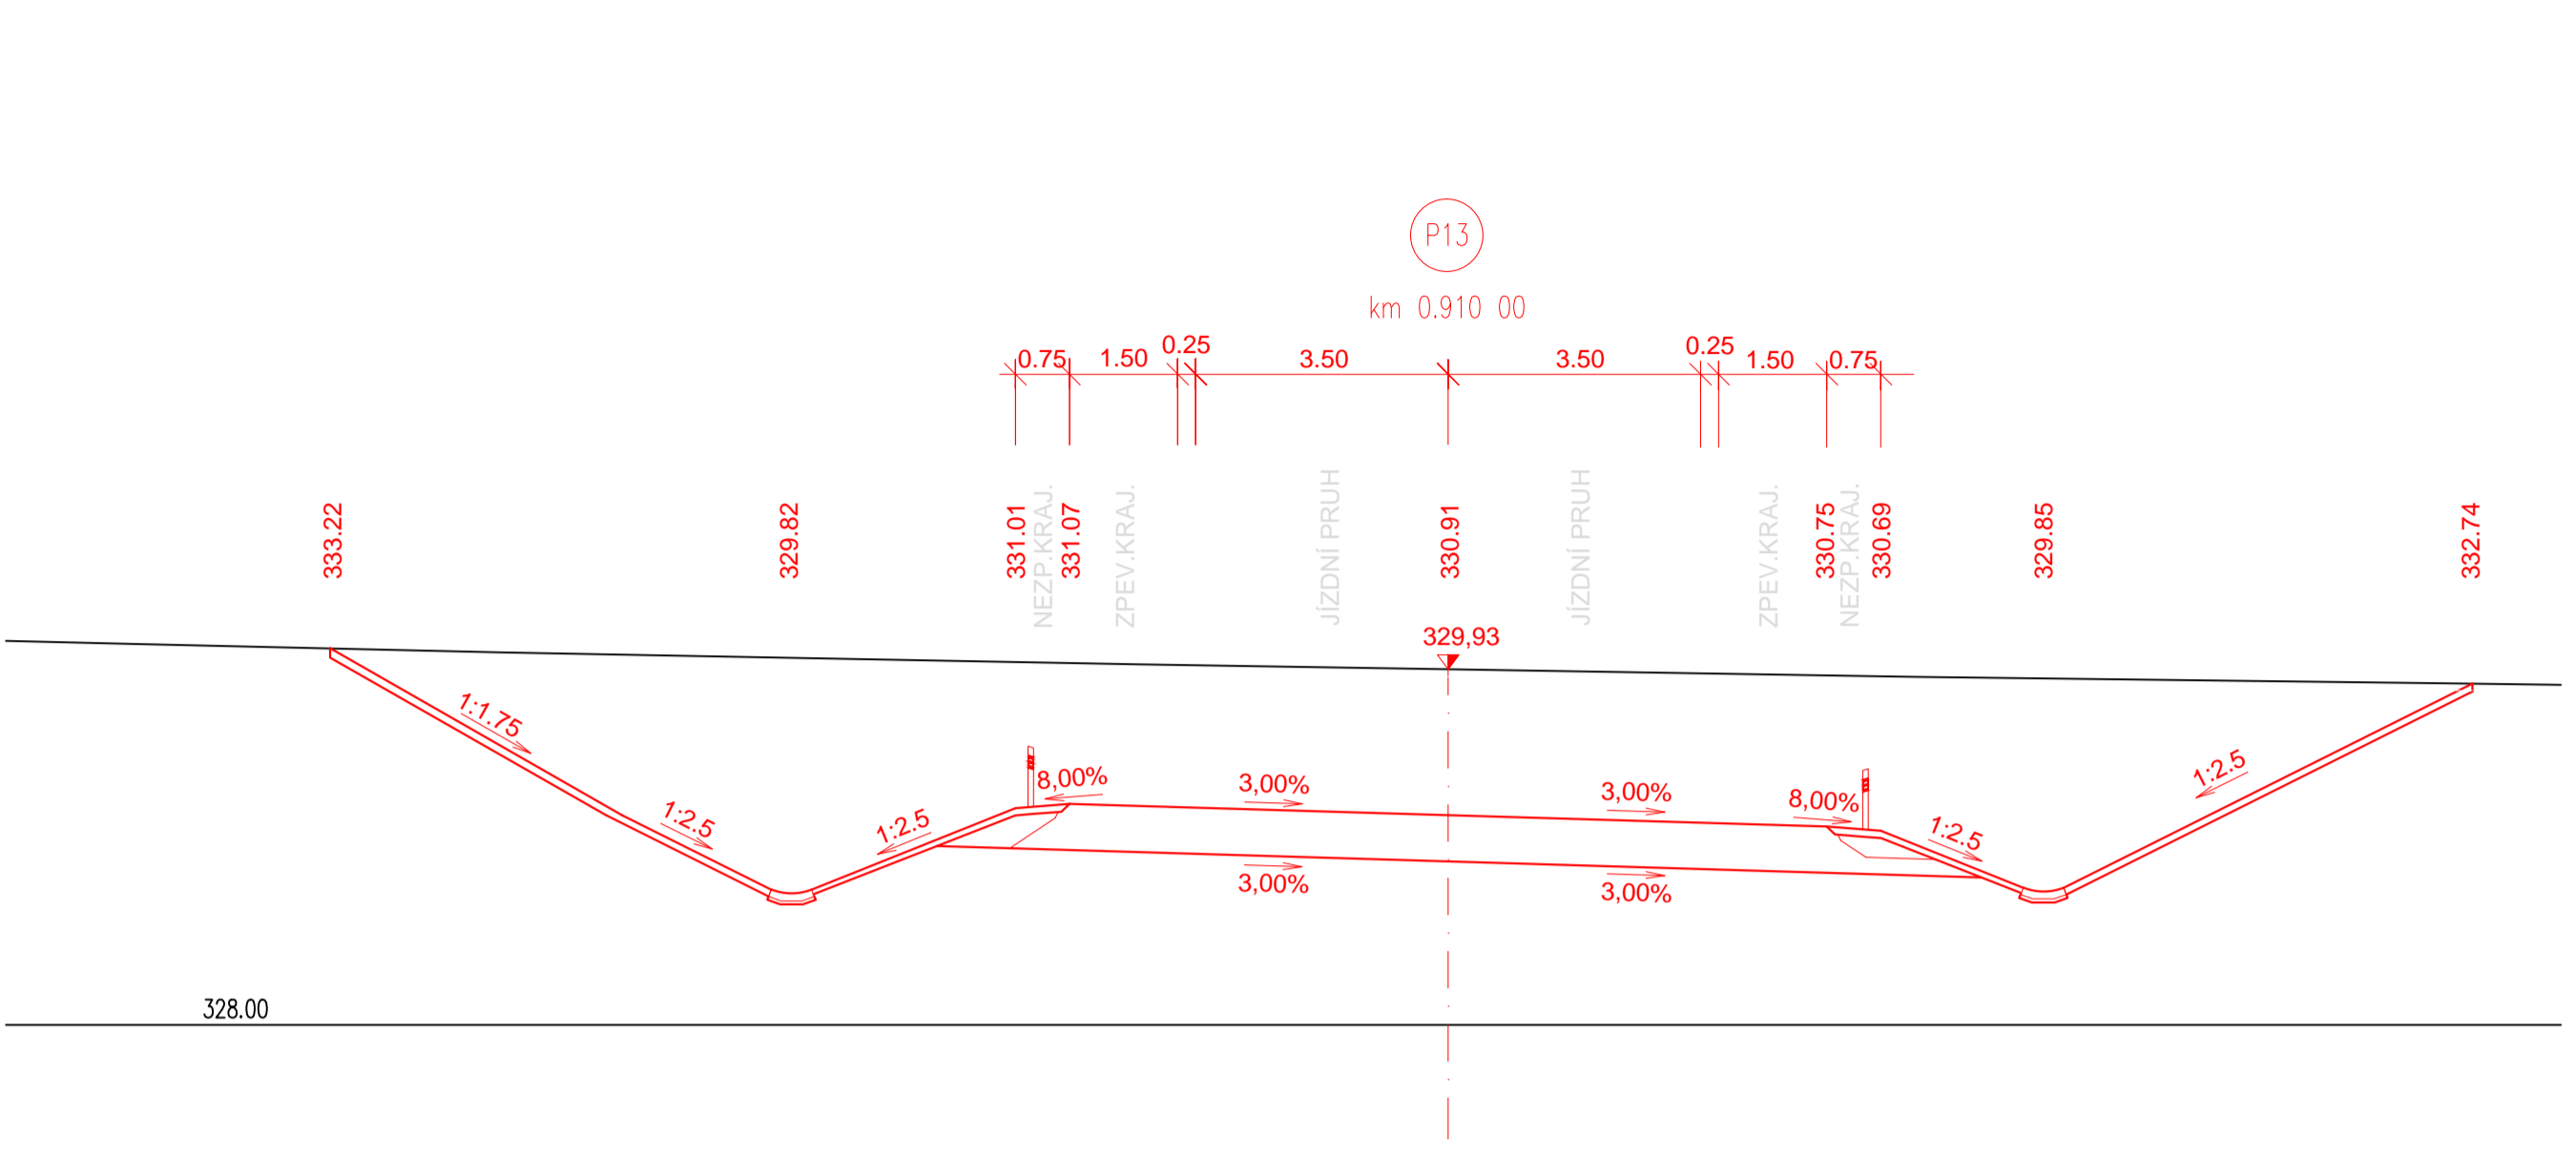 P13
km 0.910 00
0.75 1.50 0.25 3.50 3.50 0.25 1.50 0.75
333.22
329.82
331.01
NEZP.KRAJ.
331.07
ZPEV.KRAJ.
JÍZDNÍ PRUH
330.91
JÍZDNÍ PRUH
ZPEV.KRAJ.
330.75
NEZP.KRAJ.
330.69
329.85
332.74
329,93
1:1.75
1:2.5
1:2.5
8,00%
3,00%
3,00%
8,00%
1:2.5
1:2.5
3,00%
3,00%
328.00